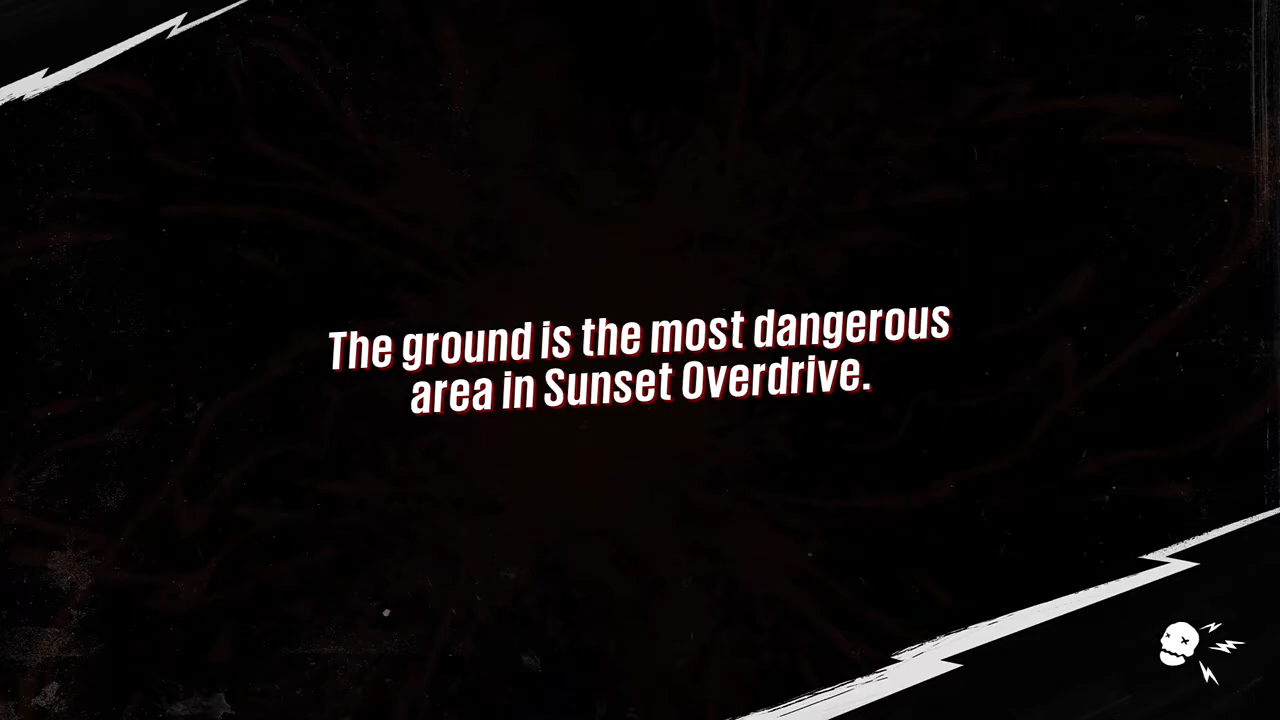 The ground is the most dangerous
area in Sunset Overdrive.